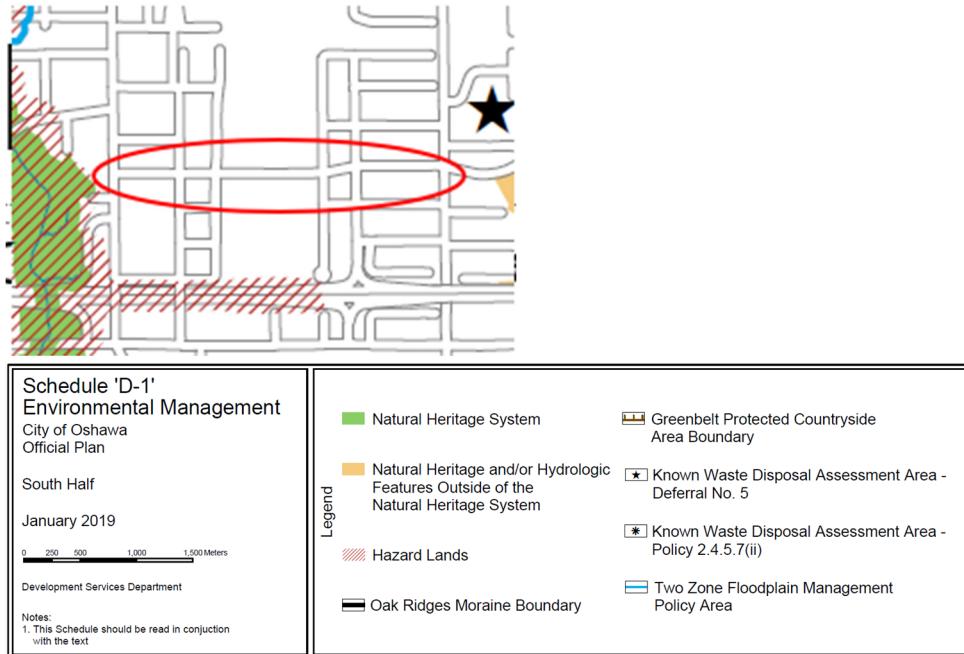 Schedule 'D-1'
Environmental Management
City of Oshawa
Official Plan
South Half
January 2019
0 250 500 1,000 1,500 Meters
Development Services Department
Notes:
1. This Schedule should be read in conjuction
with the text
Legend
Natural Heritage System
Natural Heritage and/or Hydrologic
Features Outside of the
Natural Heritage System
Hazard Lands
Oak Ridges Moraine Boundary
Greenbelt Protected Countryside
Area Boundary
Known Waste Disposal Assessment Area -
Deferral No. 5
Known Waste Disposal Assessment Area -
Policy 2.4.5.7(ii)
Two Zone Floodplain Management
Policy Area